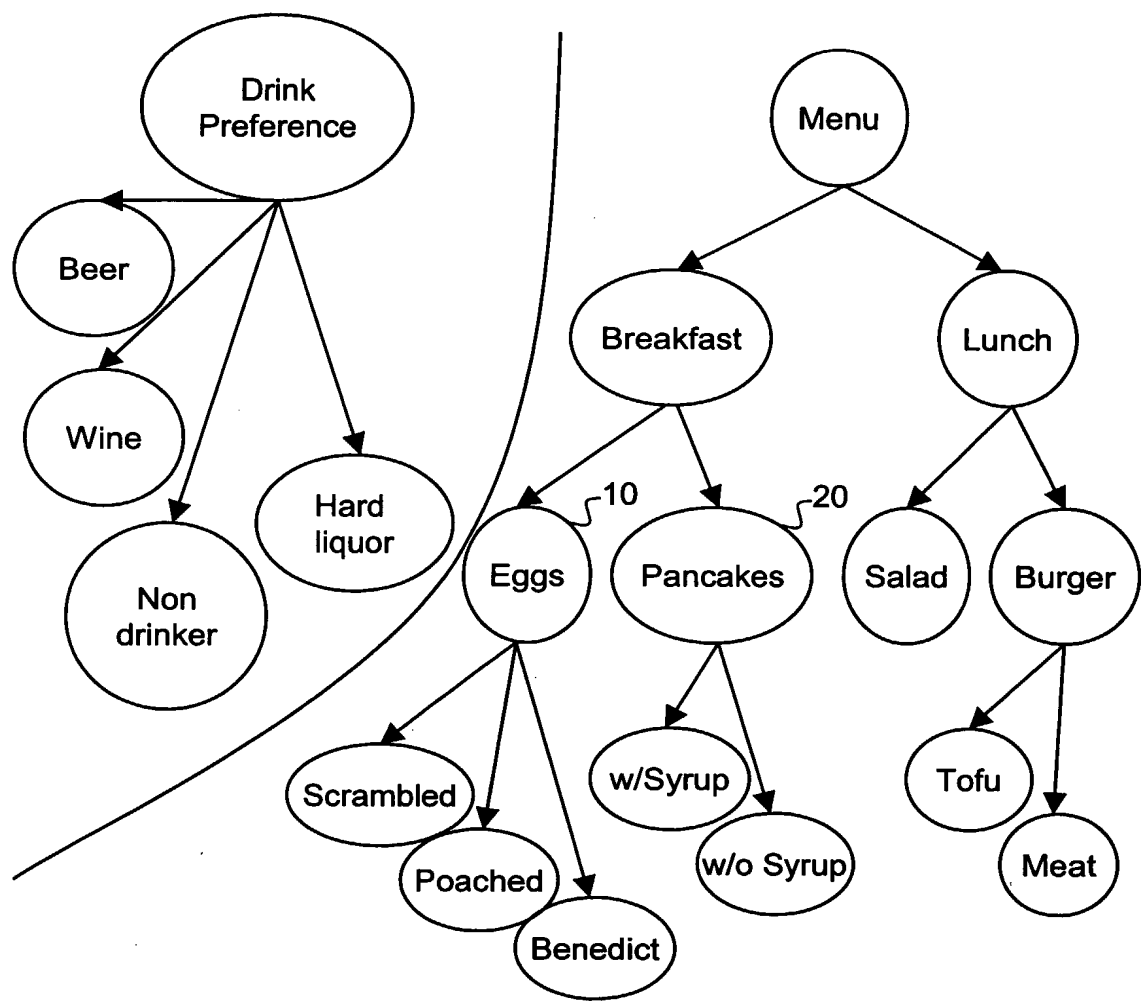 Drink
Preference
Beer
Wine
Non
drinker
Hard
liquor
Menu
Breakfast
Lunch
10
20
Eggs
Pancakes
Salad
Burger
Scrambled
Poached
Benedict
w/Syrup
w/o Syrup
Tofu
Meat